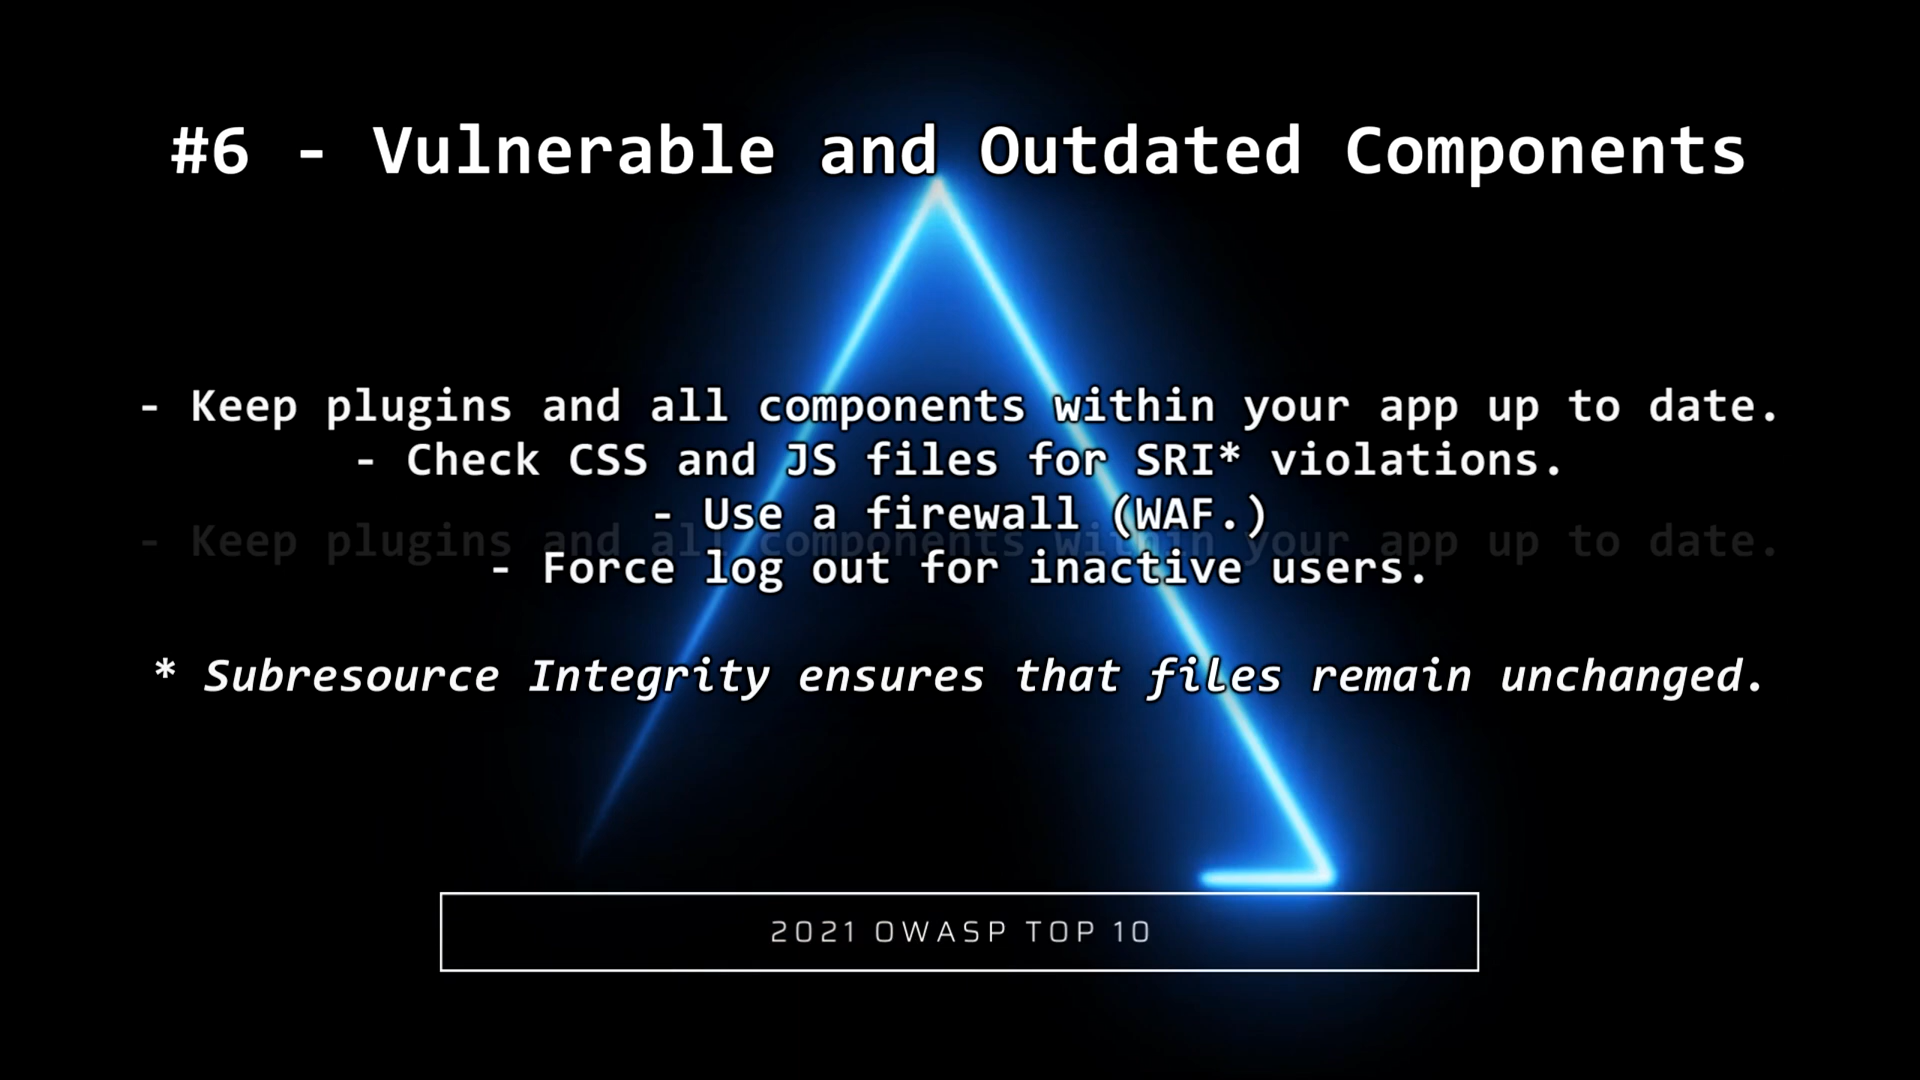 #6 - Vulnerable and Outdated Components
- Keep plugins and all components within your app up to date.
- Check CSS and JS files for SRI* violations.
- Use a firewall (WAF.)
- Keep plugins and all components within your app up to date.
- Force log out for inactive users.
* Subresource Integrity ensures that files remain unchanged.
2021 OWASP TOP 10